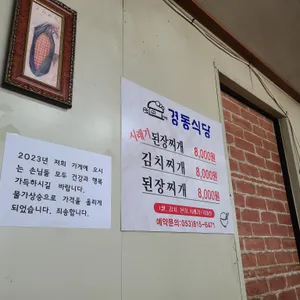 경동식당
시래기 된장찌개 8,000원
김치찌개 8,000원
된장찌개 8,000원
예약문의:053)815-6471
2023년 저희 가게에 오시
는 손님들 모두 건강과 행복
가득하시길 바랍니다.
물가상승으로 가격을 올리게
되었습니다. 죄송합니다.